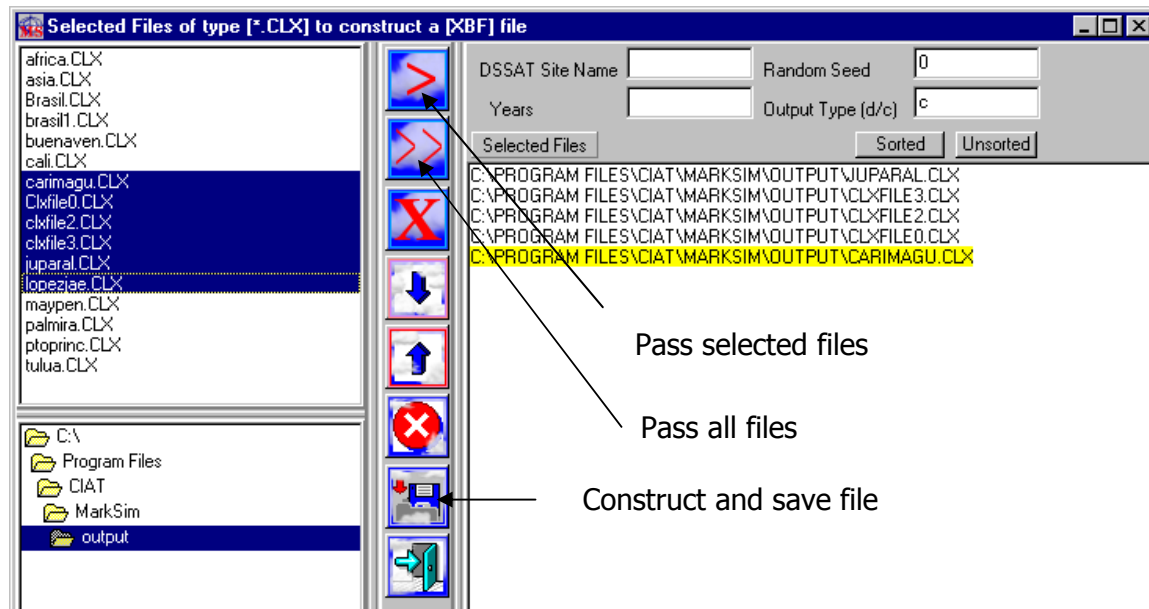 Selected Files of type [*.CLX] to construct a [XBF] file
africa.CLX
asia.CLX
Brasil.CLX
brasil1.CLX
buenaven.CLX
cali.CLX
carimagu.CLX
Clxfile0.CLX
clxfile2.CLX
clxfile3.CLX
juparal.CLX
lopezjae.CLX
maypen.CLX
palmira.CLX
ptoprinc.CLX
tulua.CLX
C:\
Program Files
CIAT
MarkSim
output
>
>>
X
DSSAT Site Name
Random Seed 0
Years
Output Type (d/c) c
Selected Files
Sorted
Unsorted
C:\PROGRAM FILES\CIAT\MARKSIM\OUTPUT\JUPARAL.CLX
C:\PROGRAM FILES\CIAT\MARKSIM\OUTPUT\CLXFILE3.CLX
C:\PROGRAM FILES\CIAT\MARKSIM\OUTPUT\CLXFILE2.CLX
C:\PROGRAM FILES\CIAT\MARKSIM\OUTPUT\CLXFILE0.CLX
C:\PROGRAM FILES\CIAT\MARKSIM\OUTPUT\CARIMAGU.CLX
Pass selected files
Pass all files
Construct and save file